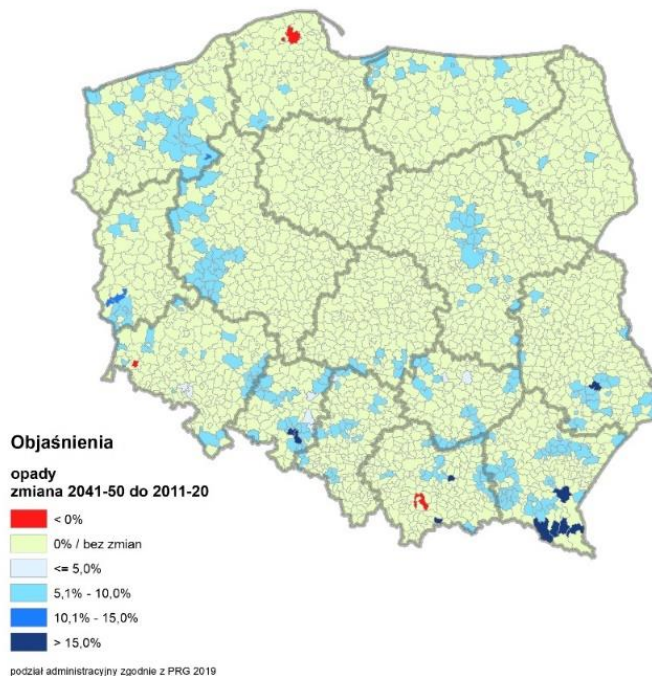 Objaśnienia
opady
zmiana 2041-50 do 2011-20
< 0%
0% / bez zmian
<= 5,0%
5,1% - 10,0%
10,1% - 15,0%
> 15,0%
podział administracyjny zgodnie z PRG 2019